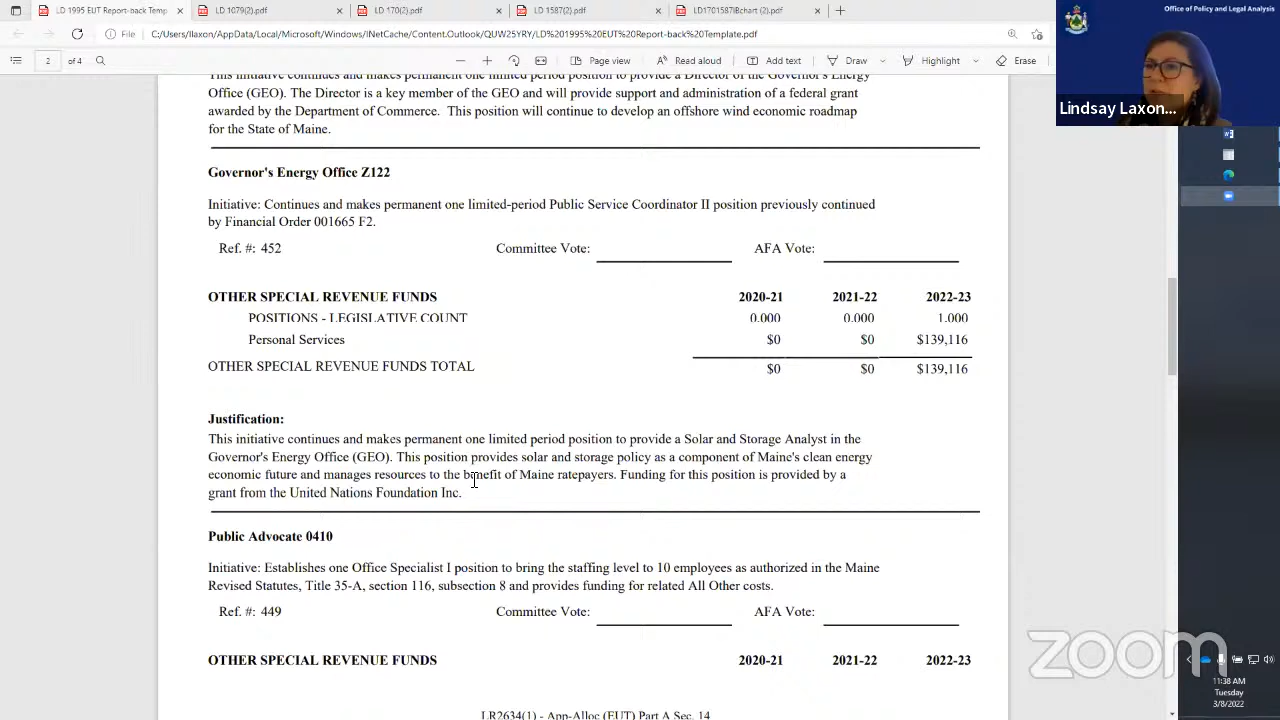 LD 1995 EUT Report-back Temp
LD 1079(2).pdf
LD 170(2).pdf
LD 1587(2).pdf
LD1701578chart (2).pdf
File
C:/Users/llaxon/AppData/Local/Microsoft/Windows/INetCache/Content.Outlook/QUW25YRY/LD%201995%20EUT%20Report-back%20Template.pdf
2 of 4
Page view
Read aloud
Add text
Draw
Highlight
Erase
Office of Policy and Legal Analysis
Lindsay Laxon...
This initiative continues and makes permanent one limited period position to provide a Director of the Governor's Energy
Office (GEO). The Director is a key member of the GEO and will provide support and administration of a federal grant
awarded by the Department of Commerce. This position will continue to develop an offshore wind economic roadmap
for the State of Maine.
Governor's Energy Office Z122
Initiative: Continues and makes permanent one limited-period Public Service Coordinator II position previously continued
by Financial Order 001665 F2.
Ref. #: 452 Committee Vote: AFA Vote:
OTHER SPECIAL REVENUE FUNDS 2020-21 2021-22 2022-23
POSITIONS - LEGISLATIVE COUNT 0.000 0.000 1.000
Personal Services $0 $0 $139,116
OTHER SPECIAL REVENUE FUNDS TOTAL $0 $0 $139,116
Justification:
This initiative continues and makes permanent one limited period position to provide a Solar and Storage Analyst in the
Governor's Energy Office (GEO). This position provides solar and storage policy as a component of Maine's clean energy
economic future and manages resources to the benefit of Maine ratepayers. Funding for this position is provided by a
grant from the United Nations Foundation Inc.
Public Advocate 0410
Initiative: Establishes one Office Specialist I position to bring the staffing level to 10 employees as authorized in the Maine
Revised Statutes, Title 35-A, section 116, subsection 8 and provides funding for related All Other costs.
Ref. #: 449 Committee Vote: AFA Vote:
OTHER SPECIAL REVENUE FUNDS 2020-21 2021-22 2022-23
LR2634(1) - App-Alloc (EUT) Part A Sec. 14
zoom
11:38 AM
Tuesday
3/8/2022